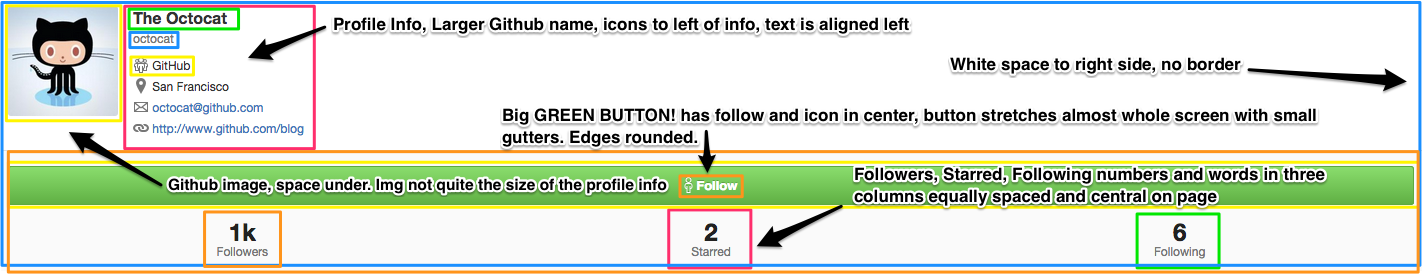 The Octocat
octocat
GitHub
San Francisco
octocat@github.com
http://www.github.com/blog
Profile Info, Larger Github name, icons to left of info, text is aligned left
White space to right side, no border
Big GREEN BUTTON! has follow and icon in center, button stretches almost whole screen with small
gutters. Edges rounded.
Github image, space under. Img not quite the size of the profile info
Follow
Followers, Starred, Following numbers and words in three
columns equally spaced and central on page
1k
Followers
2
Starred
6
Following